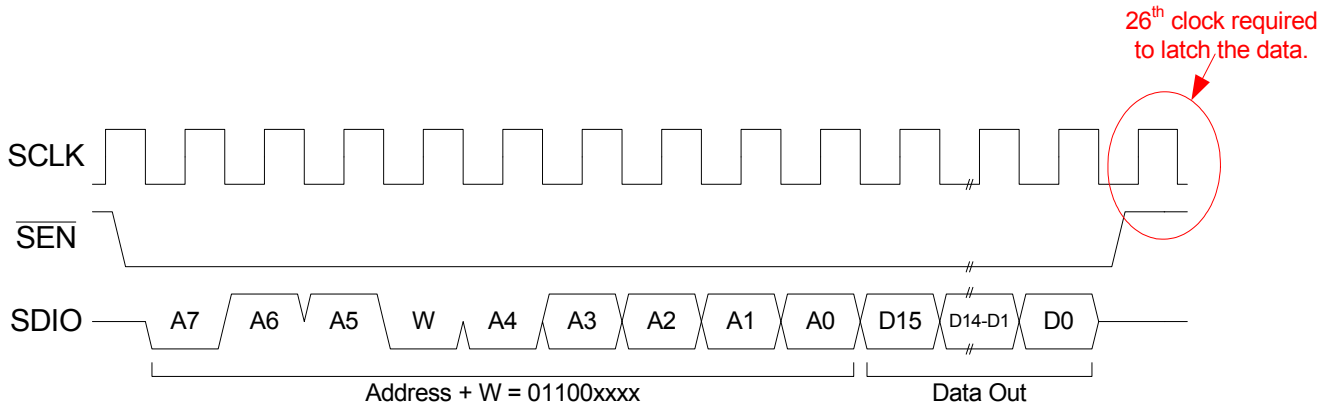 26th clock required
to latch the data.
SCLK
SEN
SDIO
A7 A6 A5 W A4 A3 A2 A1 A0 D15 D14-D1 D0
Address + W = 01100xxxx
Data Out